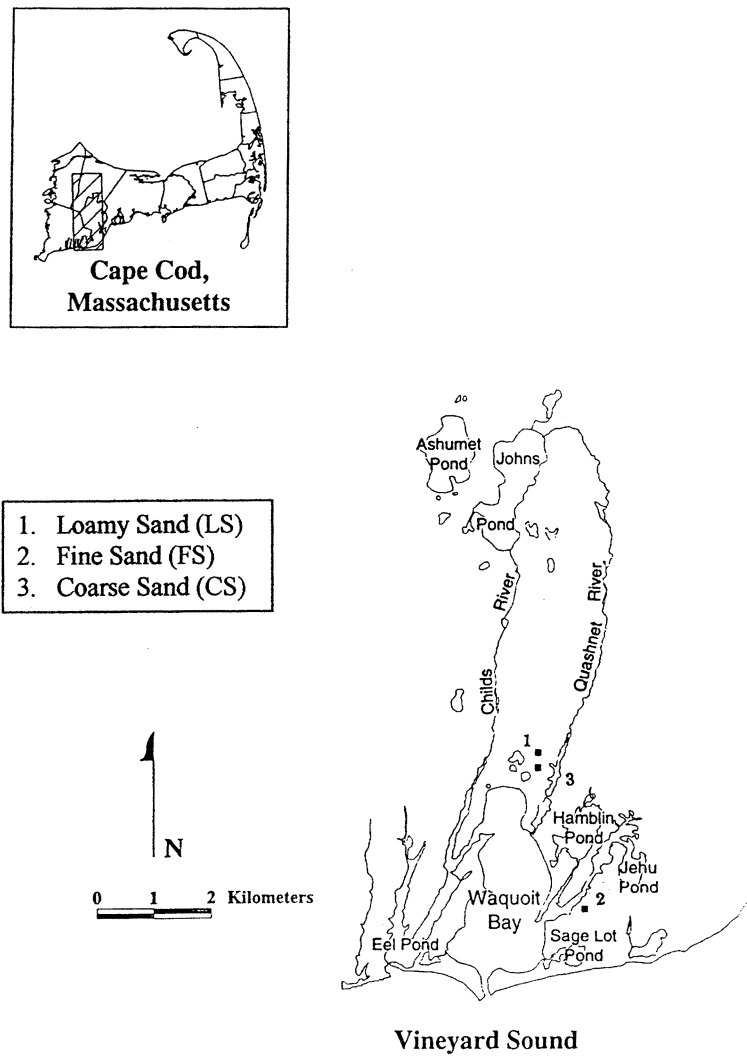 Cape Cod,
Massachusetts
Ashumet
Pond
Johns
Pond
1. Loamy Sand (LS)
2. Fine Sand (FS)
3. Coarse Sand (CS)
River
River
Quashnet
Childs
1
3
N
Hamblin
Pond
Jehu
Pond
0 1 2 Kilometers
2
Waquoit
Bay
Eel Pond
Sage Lot
Pond
Vineyard Sound